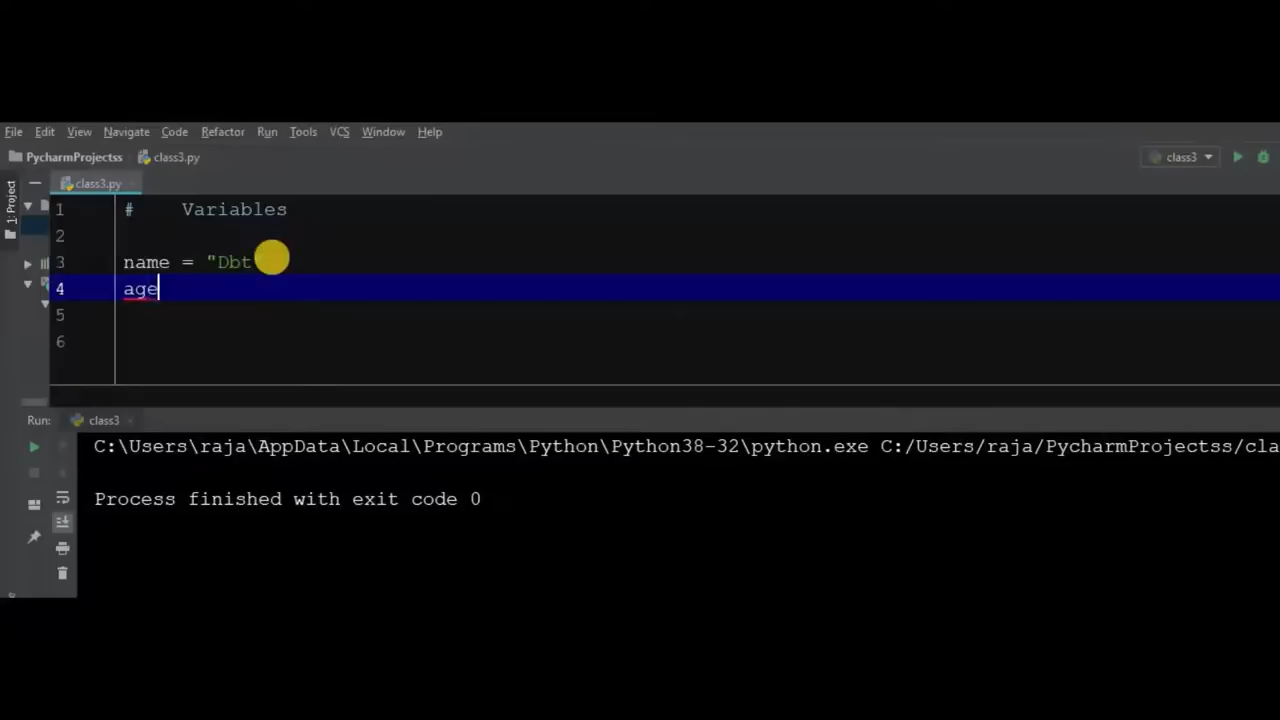 File Edit View Navigate Code Refactor Run Tools VCS Window Help
PycharmProjectss class3.py class3
1: Project
class3.py
1 # Variables
2
3 name = "Dbt
4 age
5
6
Run: class3
C:\Users\raja\AppData\Local\Programs\Python\Python38-32\python.exe C:/Users/raja/PycharmProjectss/cla
Process finished with exit code 0